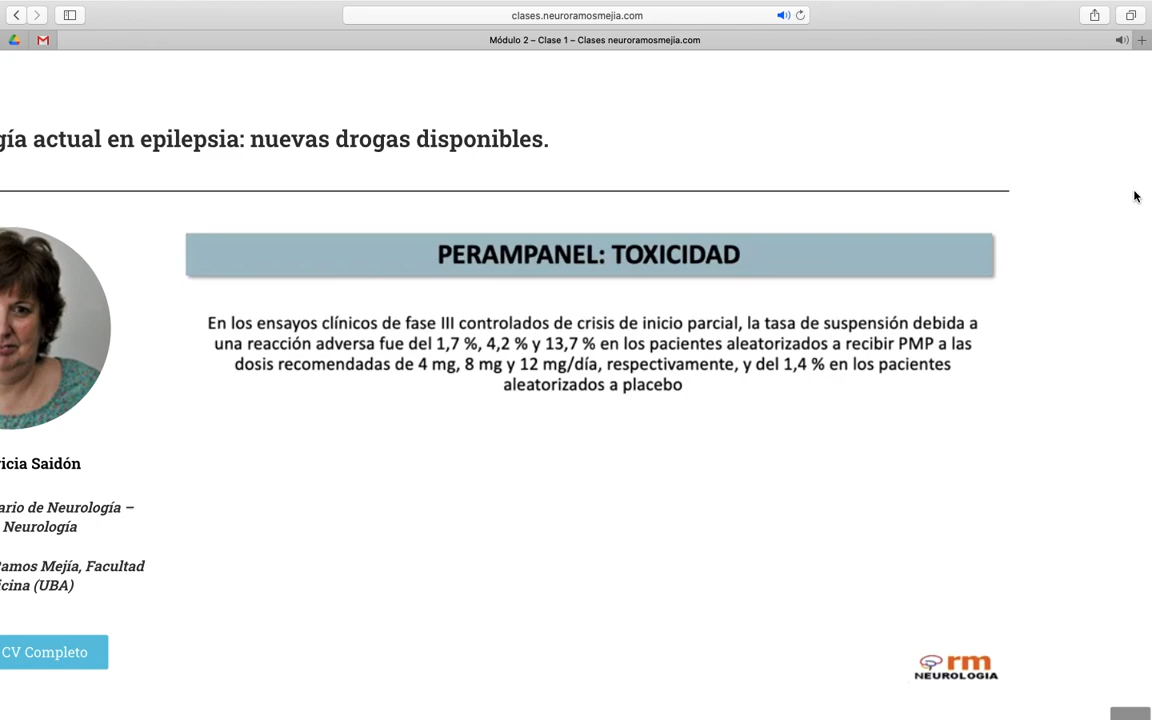 clases.neuroramosmejia.com
Módulo 2 – Clase 1 – Clases neuroramosmejia.com
gía actual en epilepsia: nuevas drogas disponibles.
PERAMPANEL: TOXICIDAD
En los ensayos clínicos de fase III controlados de crisis de inicio parcial, la tasa de suspensión debida a
una reacción adversa fue del 1,7 %, 4,2 % y 13,7 % en los pacientes aleatorizados a recibir PMP a las
dosis recomendadas de 4 mg, 8 mg y 12 mg/día, respectivamente, y del 1,4 % en los pacientes
aleatorizados a placebo
icia Saidón
ario de Neurología –
Neurología
Ramos Mejía, Facultad
icina (UBA)
CV Completo
rm
NEUROLOGIA